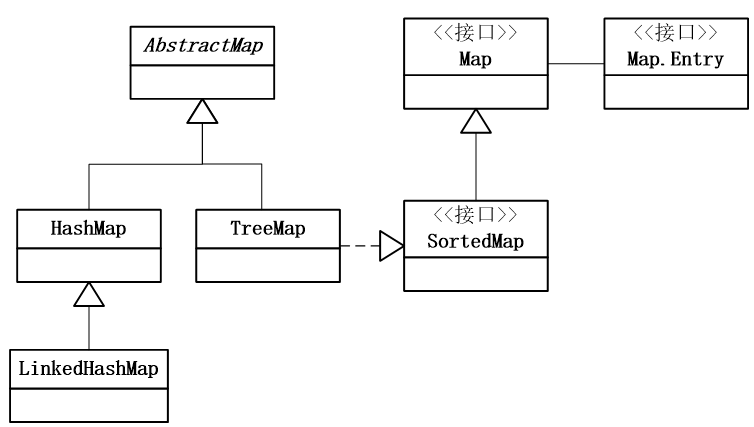 AbstractMap
<<接口>>
Map
<<接口>>
Map.Entry
HashMap
TreeMap
<<接口>>
SortedMap
LinkedHashMap